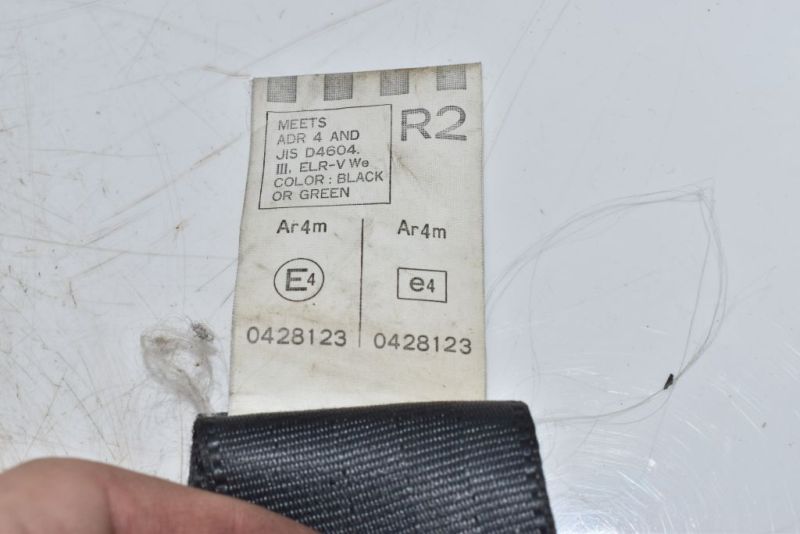 R2
MEETS
ADR 4 AND
JIS D4604.
III. ELR-V We
COLOR : BLACK
OR GREEN
Ar4m Ar4m
E4 e4
0428123 0428123